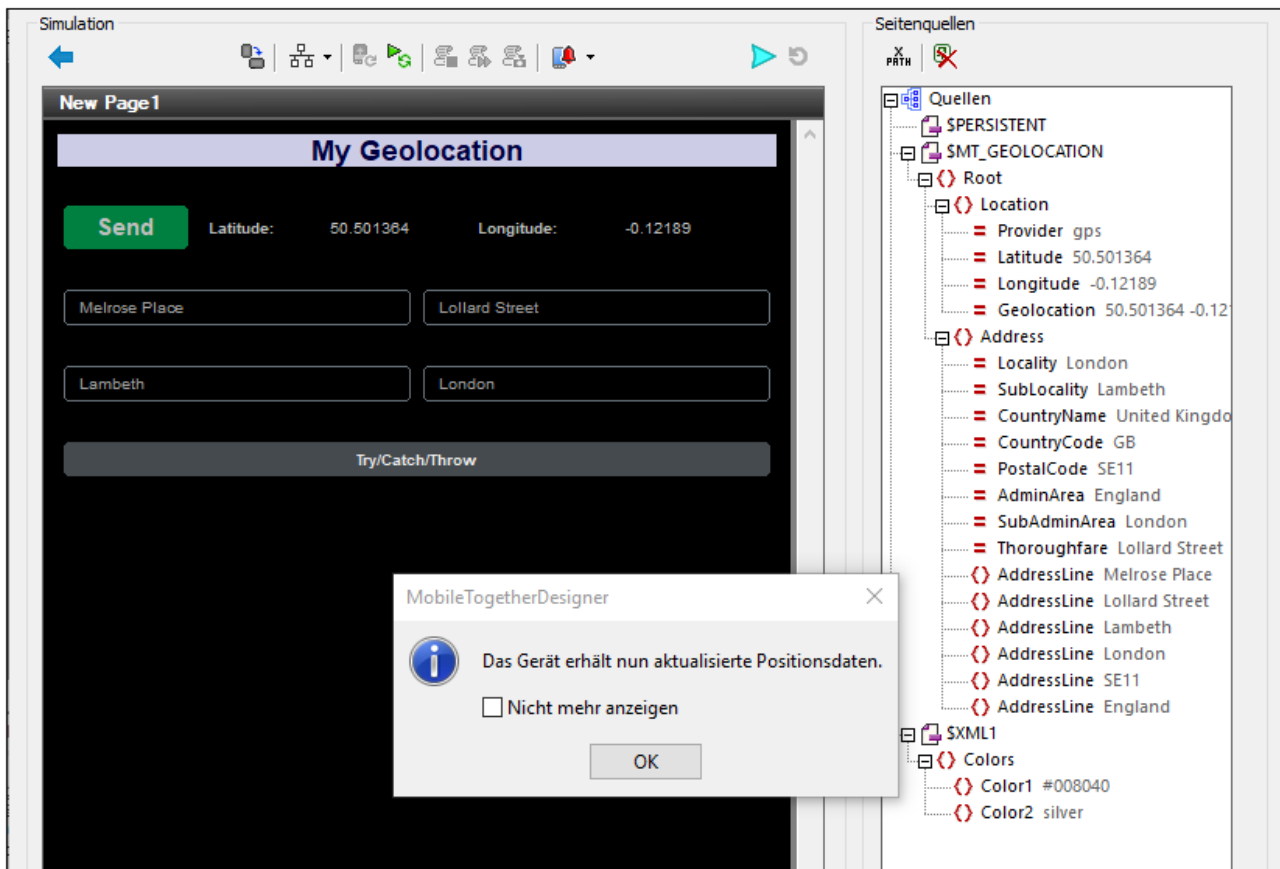 Simulation
New Page1
My Geolocation
Send Latitude: 50.501364 Longitude: -0.12189
Melrose Place Lollard Street
Lambeth London
Try/Catch/Throw
MobileTogetherDesigner
Das Gerät erhält nun aktualisierte Positionsdaten.
Nicht mehr anzeigen
OK
Seitenquellen
X
PATH
Quellen
$PERSISTENT
$MT_GEOLOCATION
{} Root
{} Location
= Provider gps
= Latitude 50.501364
= Longitude -0.12189
= Geolocation 50.501364 -0.12
{} Address
= Locality London
= SubLocality Lambeth
= CountryName United Kingdo
= CountryCode GB
= PostalCode SE11
= AdminArea England
= SubAdminArea London
= Thoroughfare Lollard Street
{} AddressLine Melrose Place
{} AddressLine Lollard Street
{} AddressLine Lambeth
{} AddressLine London
{} AddressLine SE11
{} AddressLine England
$XML1
{} Colors
{} Color1 #008040
{} Color2 silver